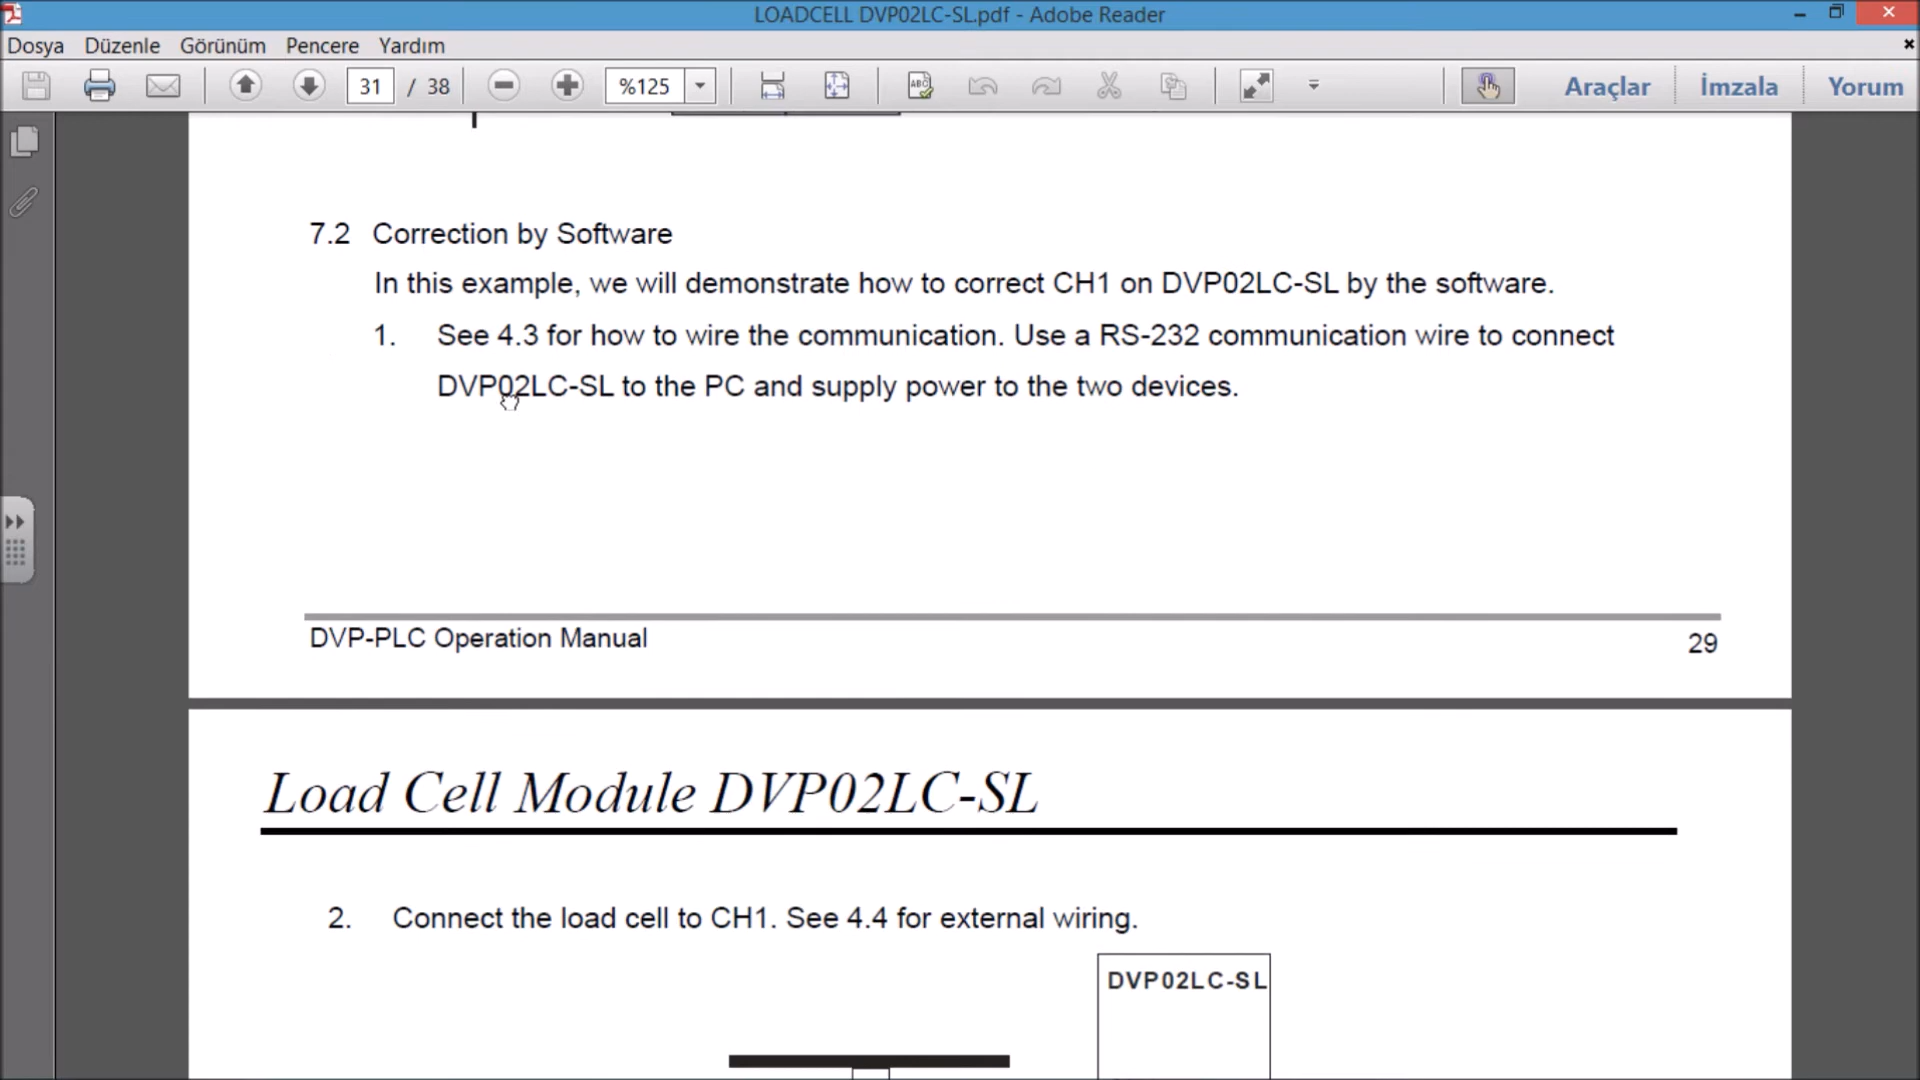 LOADCELL DVP02LC-SL.pdf - Adobe Reader
Dosya Düzenle Görünüm Pencere Yardım
31 / 38 %125 Araçlar İmzala Yorum
7.2 Correction by Software
In this example, we will demonstrate how to correct CH1 on DVP02LC-SL by the software.
1. See 4.3 for how to wire the communication. Use a RS-232 communication wire to connect
DVP02LC-SL to the PC and supply power to the two devices.
DVP-PLC Operation Manual 29
Load Cell Module DVP02LC-SL
2. Connect the load cell to CH1. See 4.4 for external wiring.
DVP02LC-SL